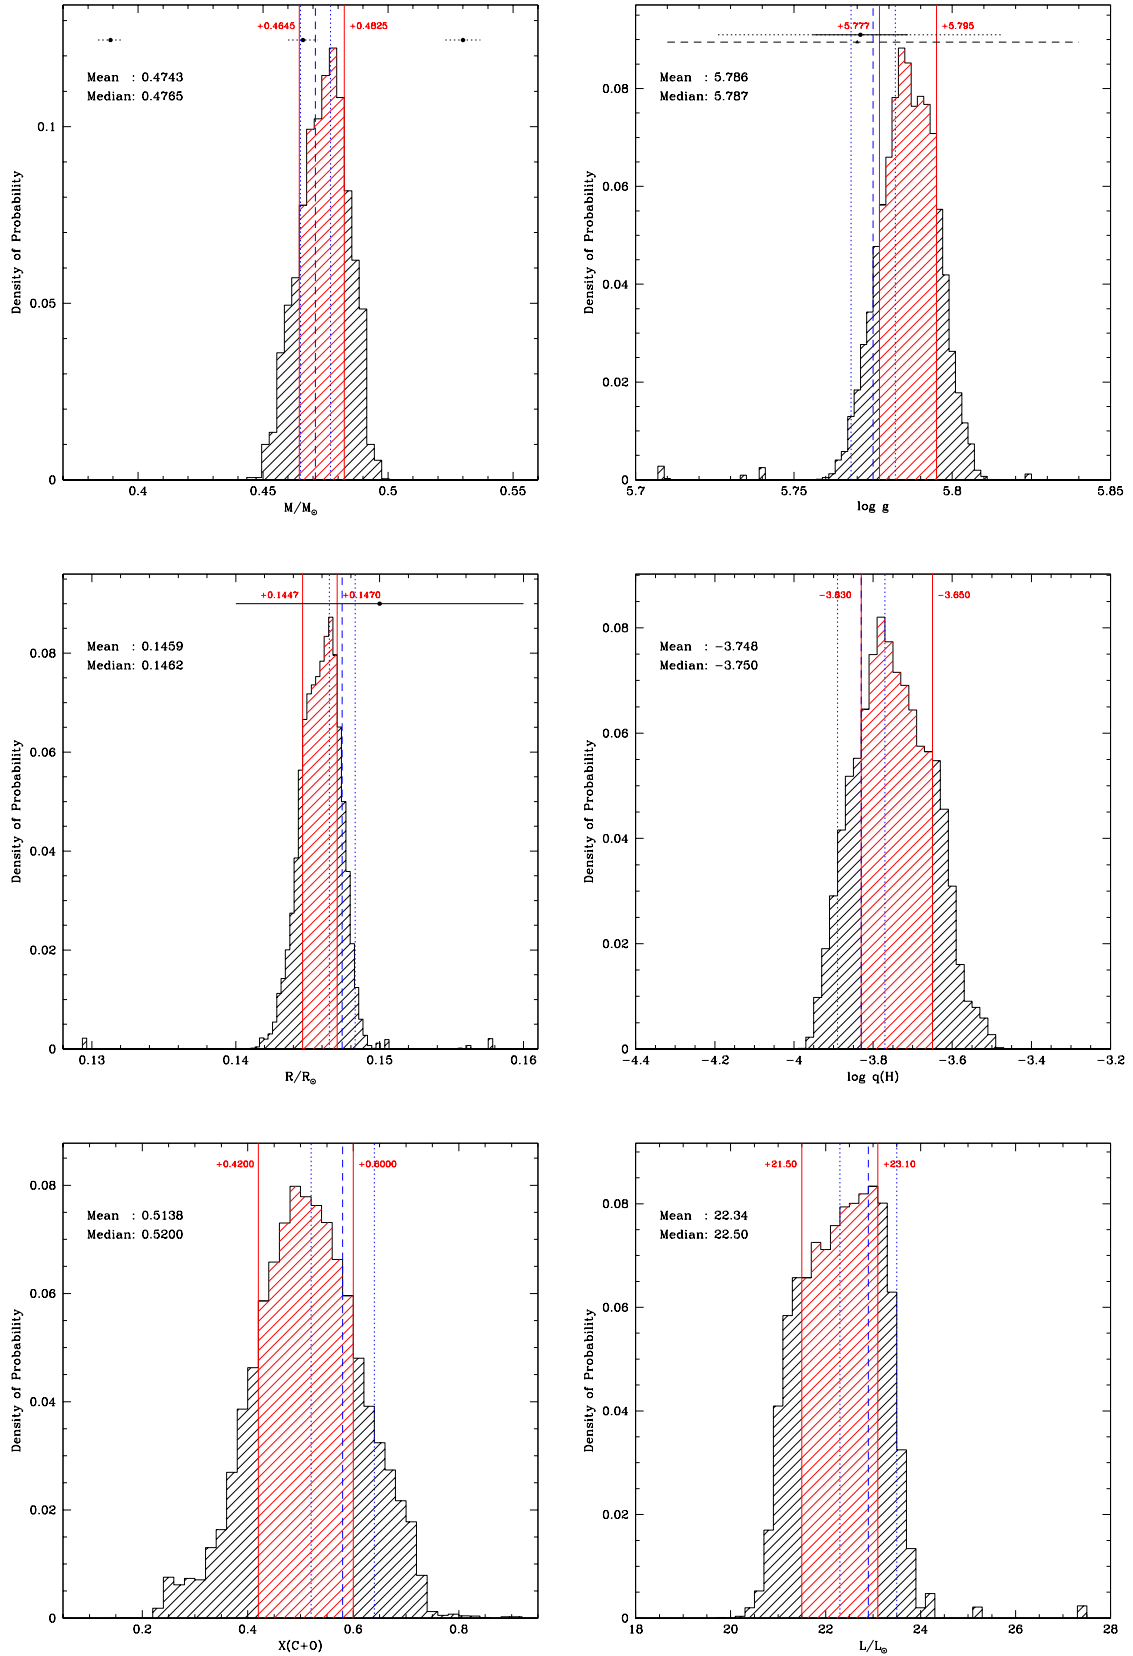 +0.4645 +0.4825
Mean : 0.4743
Median: 0.4765
Density of Probability
0.1
0.05
0
0.4 0.45 0.5 0.55
M/M☉
+5.777 +5.795
Mean : 5.786
Median: 5.787
Density of Probability
0.08
0.06
0.04
0.02
0
5.7 5.75 5.8 5.85
log g
+0.1447 +0.1470
Mean : 0.1459
Median: 0.1462
Density of Probability
0.08
0.06
0.04
0.02
0
0.13 0.14 0.15 0.16
R/R☉
−3.830 −3.650
Mean : −3.748
Median: −3.750
Density of Probability
0.08
0.06
0.04
0.02
0
−4.4 −4.2 −4 −3.8 −3.6 −3.4 −3.2
log q(H)
+0.4200 +0.6000
Mean : 0.5138
Median: 0.5200
Density of Probability
0.08
0.06
0.04
0.02
0
0.2 0.4 0.6 0.8
X(C+O)
+21.50 +23.10
Mean : 22.34
Median: 22.50
Density of Probability
0.08
0.06
0.04
0.02
0
18 20 22 24 26 28
L/L☉